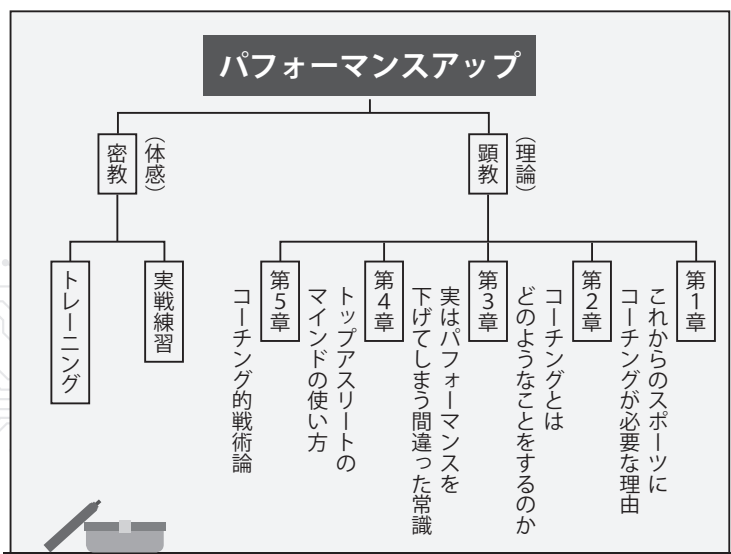 パフォーマンスアップ
顕教
（理論）
第1章
これからのスポーツに
コーチングが必要な理由
第2章
コーチングとは
どのようなことをするのか
第3章
実はパフォーマンスを
下げてしまう間違った常識
第4章
トップアスリートの
マインドの使い方
第5章
コーチング的戦術論
密教
（体感）
実戦練習
トレーニング